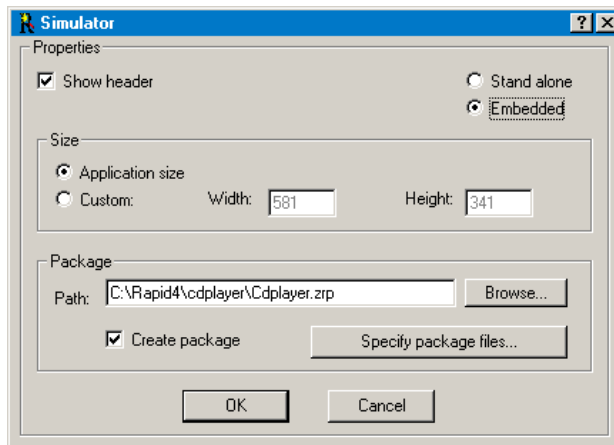 Simulator
Properties
Show header
Stand alone
Embedded
Size
Application size
Custom: Width: 581 Height: 341
Package
Path: C:\Rapid4\cdplayer\Cdplayer.zrp Browse...
Create package Specify package files...
OK Cancel